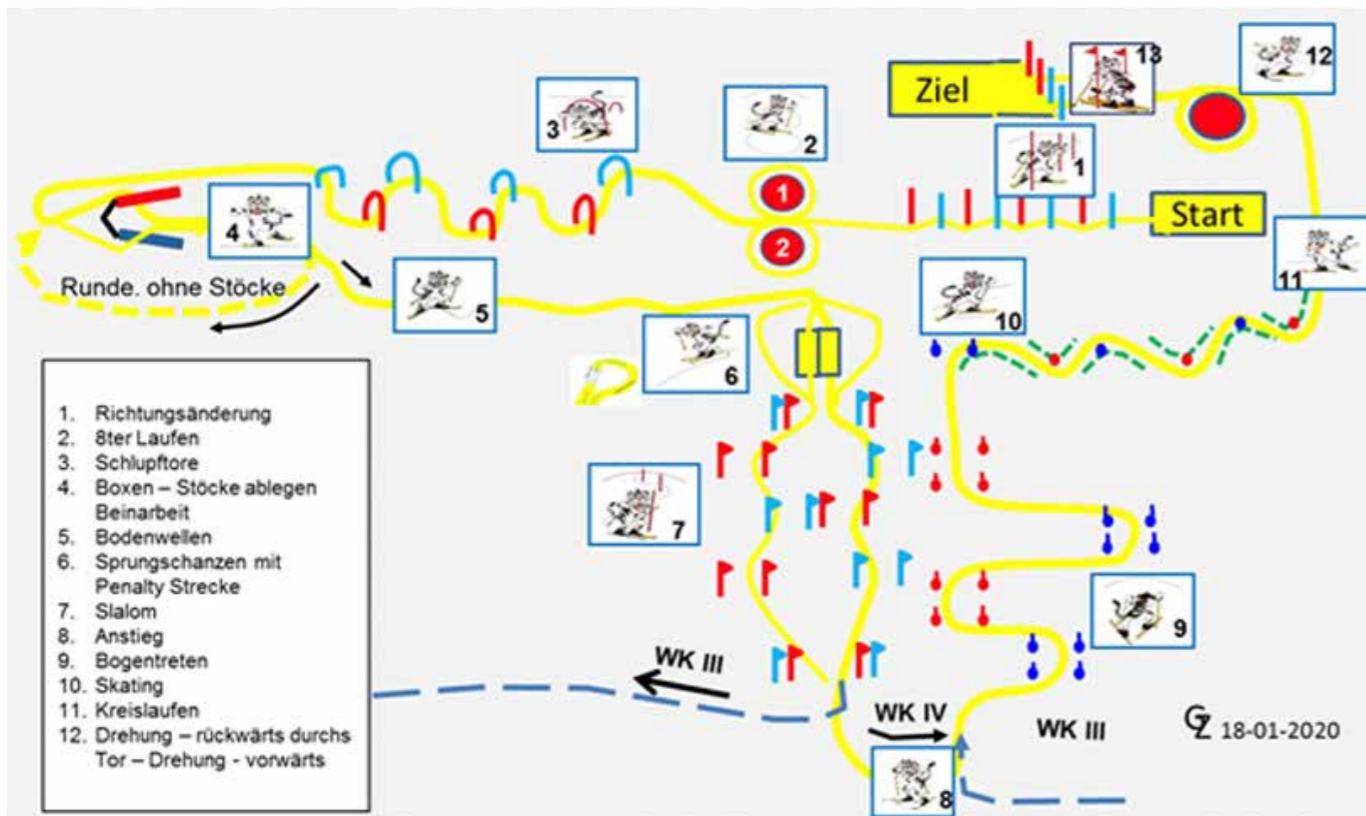 Ziel
13
12
3
2
1
1
2
Start
4
11
Runde. ohne Stöcke
5
10
6
1. Richtungsänderung
2. 8ter Laufen
3. Schlupftore
4. Boxen – Stöcke ablegen
Beinarbeit
5. Bodenwellen
6. Sprungschanzen mit
Penalty Strecke
7. Slalom
8. Anstieg
9. Bogentreten
10. Skating
11. Kreislaufen
12. Drehung – rückwärts durchs
Tor – Drehung - vorwärts
7
9
WK III
WK IV
WK III
18-01-2020
8